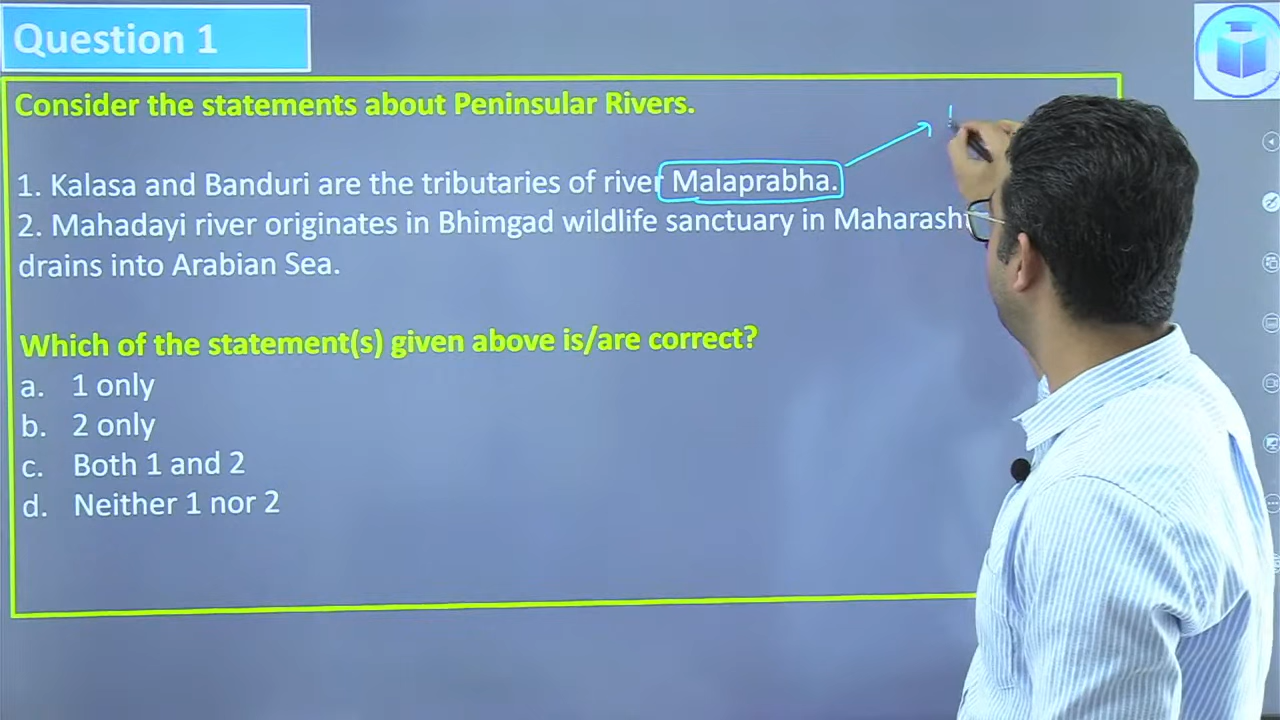 Question 1
Consider the statements about Peninsular Rivers.
1. Kalasa and Banduri are the tributaries of river Malaprabha.
2. Mahadayi river originates in Bhimgad wildlife sanctuary in
drains into Arabian Sea.
Which of the statement(s) given above is/are correct?
a. 1 only
b. 2 only
c. Both 1 and 2
d. Neither 1 nor 2